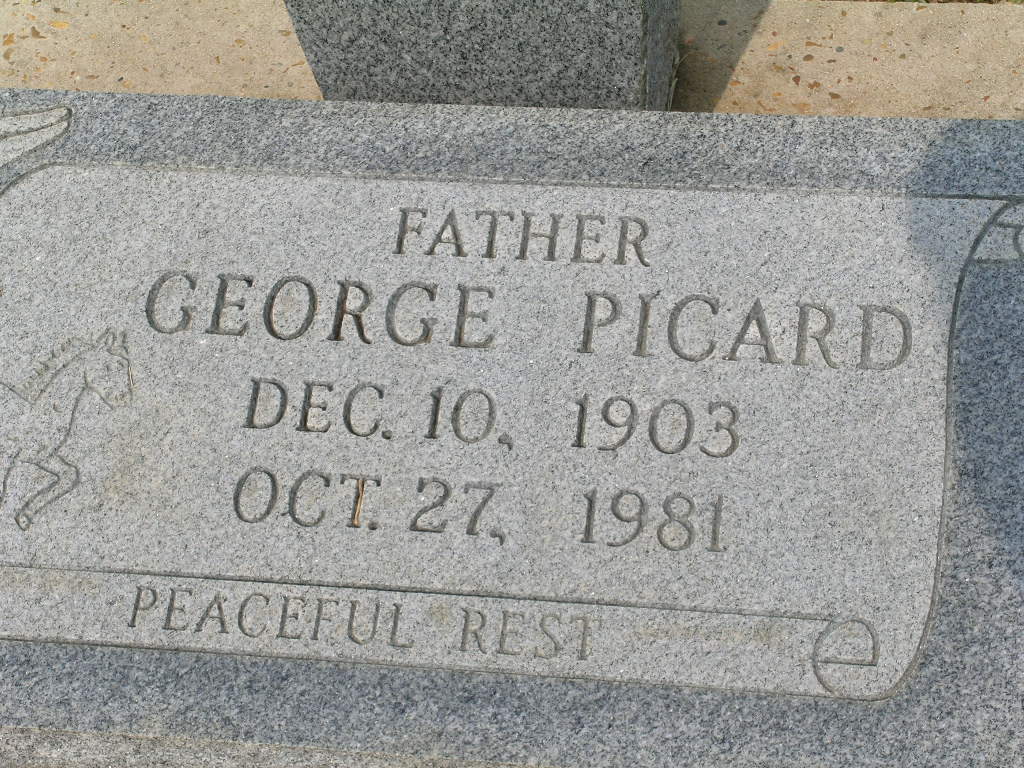 FATHER
GEORGE PICARD
DEC. 10, 1903
OCT. 27, 1981
PEACEFUL REST